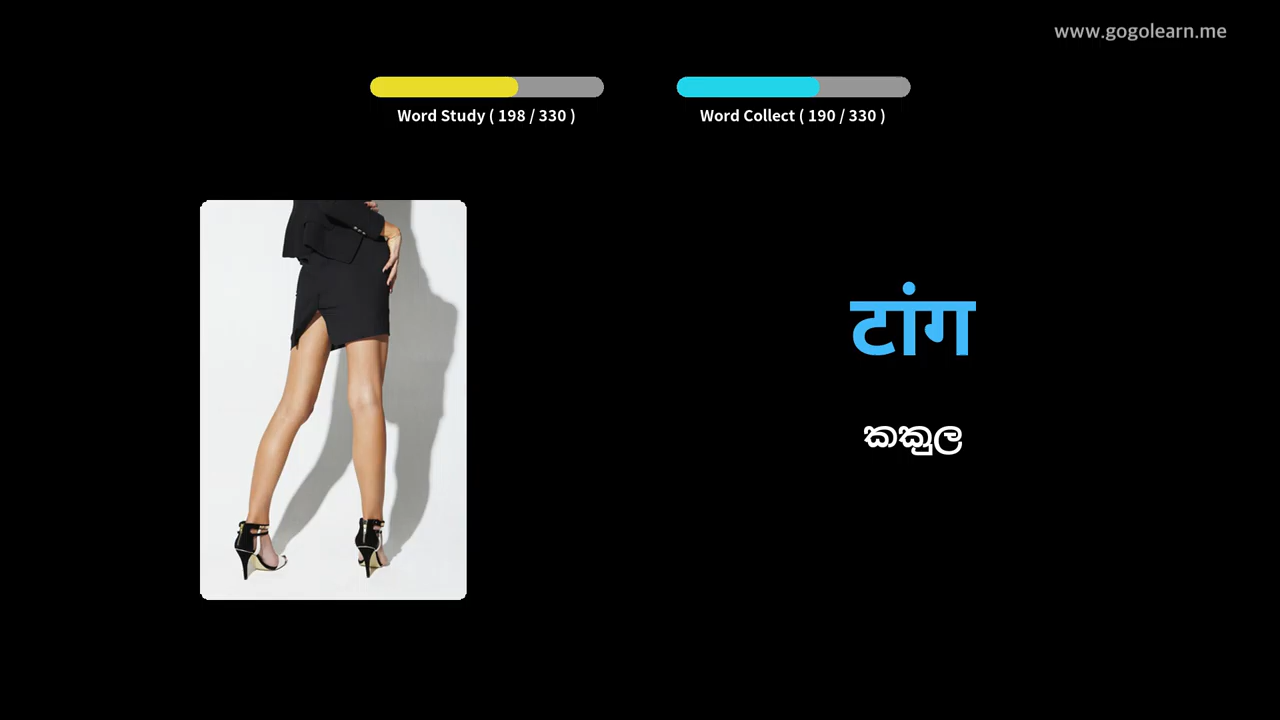 www.gogolearn.me
Word Study ( 198 / 330 )
Word Collect ( 190 / 330 )
टांग
කකුල